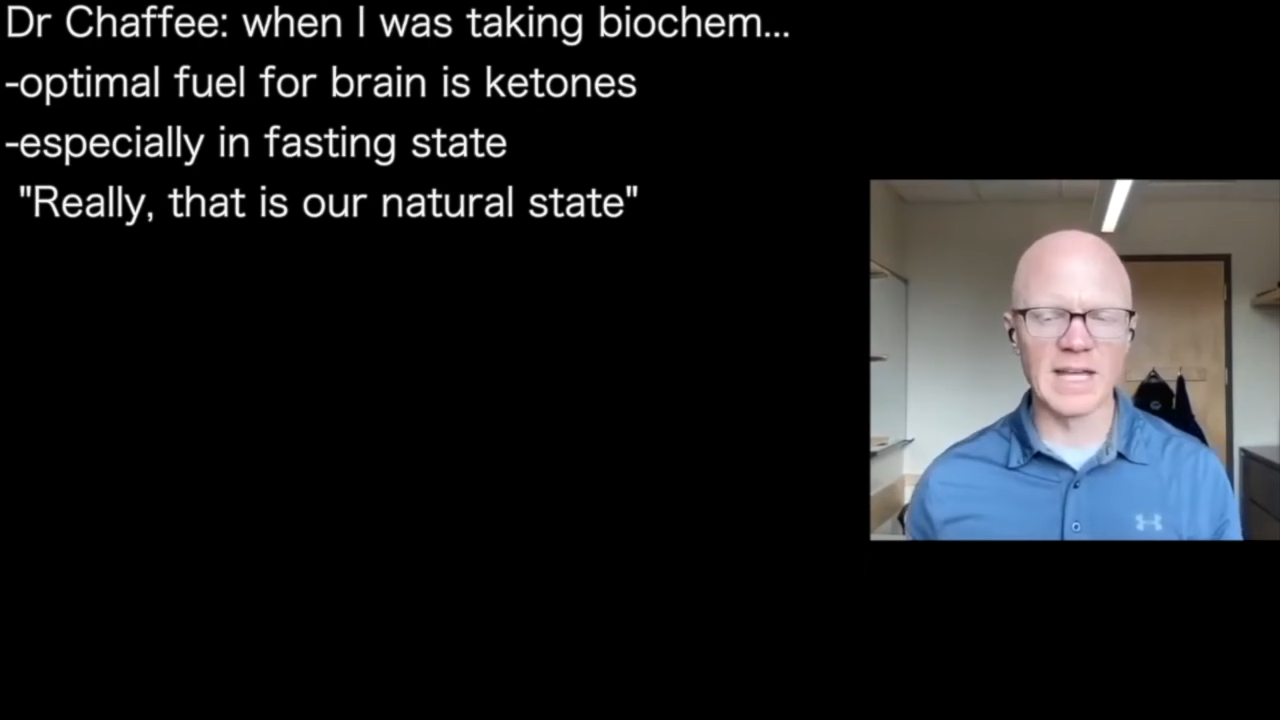 Dr Chaffee: when I was taking biochem...
-optimal fuel for brain is ketones
-especially in fasting state
"Really, that is our natural state"